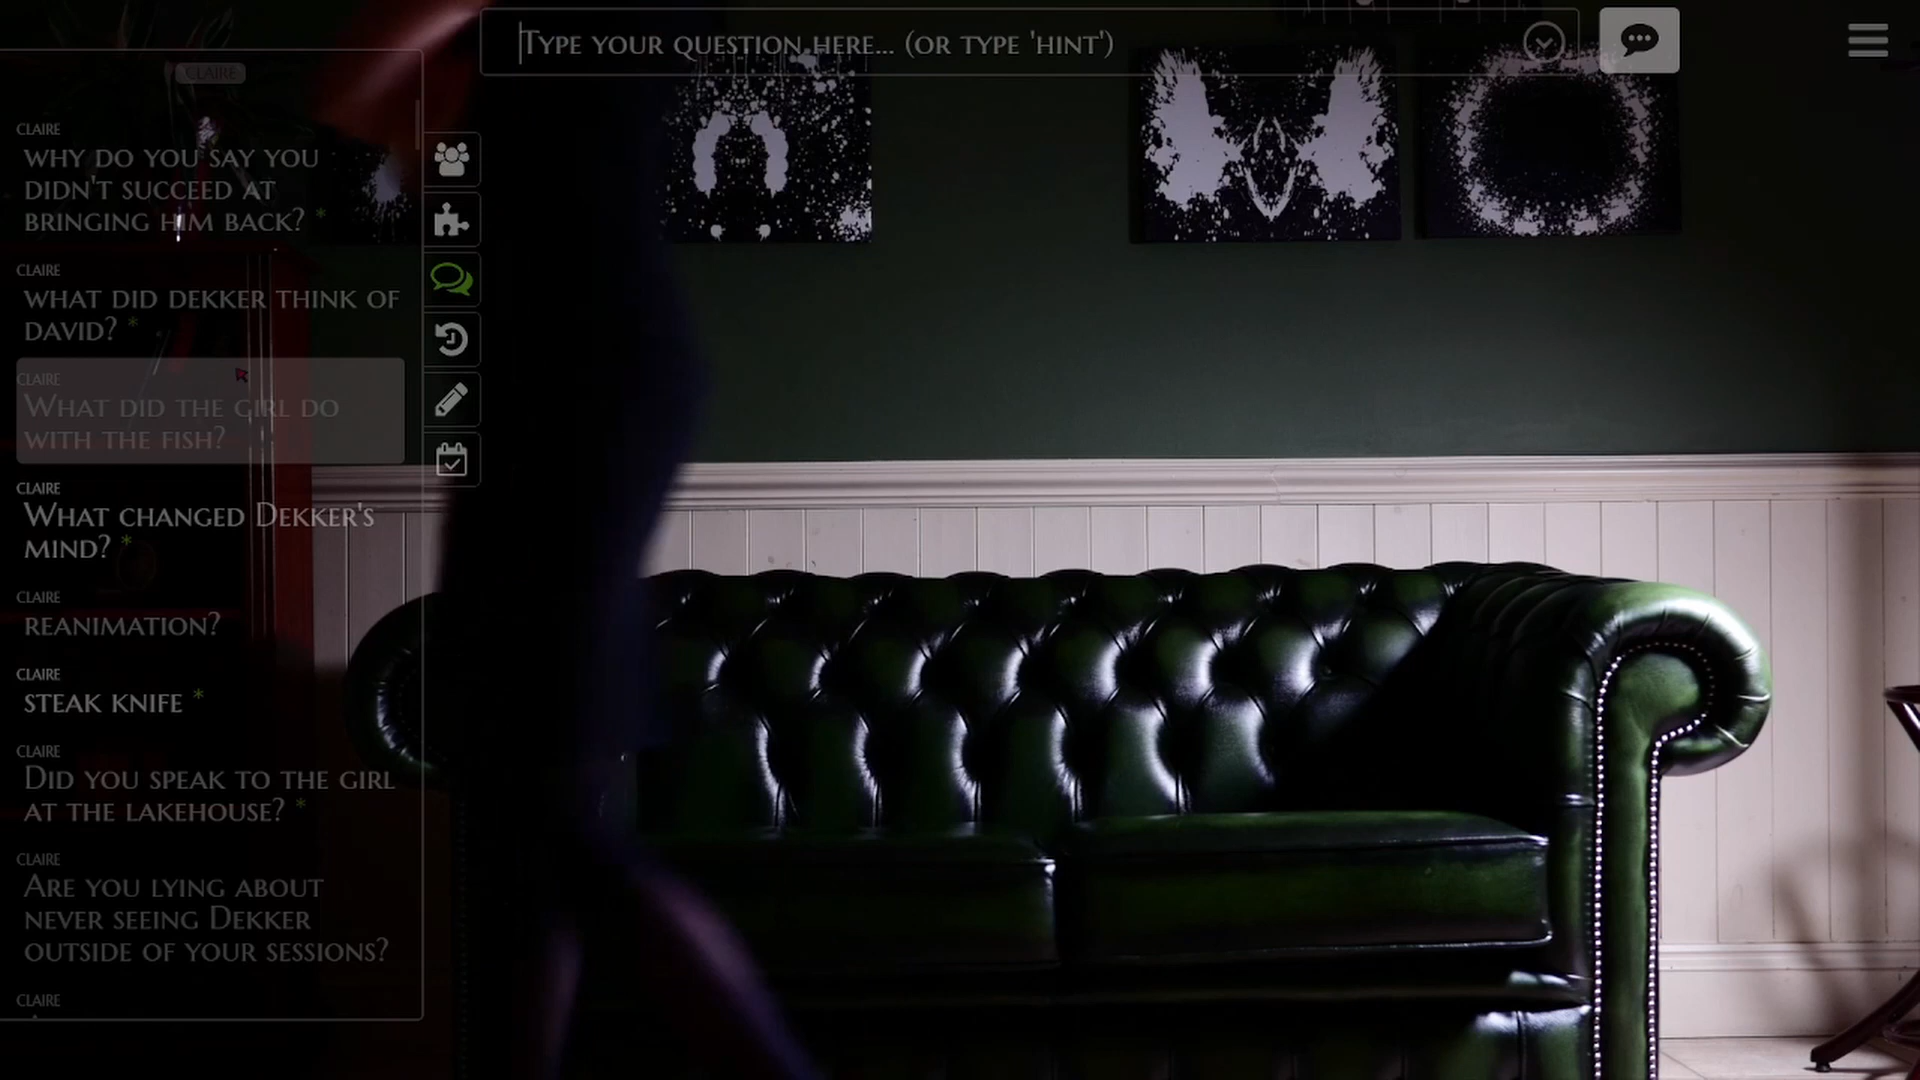 Type your question here... (or type 'hint')
CLAIRE
CLAIRE
WHY DO YOU SAY YOU
DIDN'T SUCCEED AT
BRINGING HIM BACK? *
CLAIRE
WHAT DID DEKKER THINK OF
DAVID? *
CLAIRE
What did the girl do
with the fish?
CLAIRE
What changed Dekker's
mind? *
CLAIRE
REANIMATION?
CLAIRE
STEAK KNIFE *
CLAIRE
Did you speak to the girl
at the lakehouse? *
CLAIRE
Are you lying about
never seeing Dekker
outside of your sessions?
CLAIRE